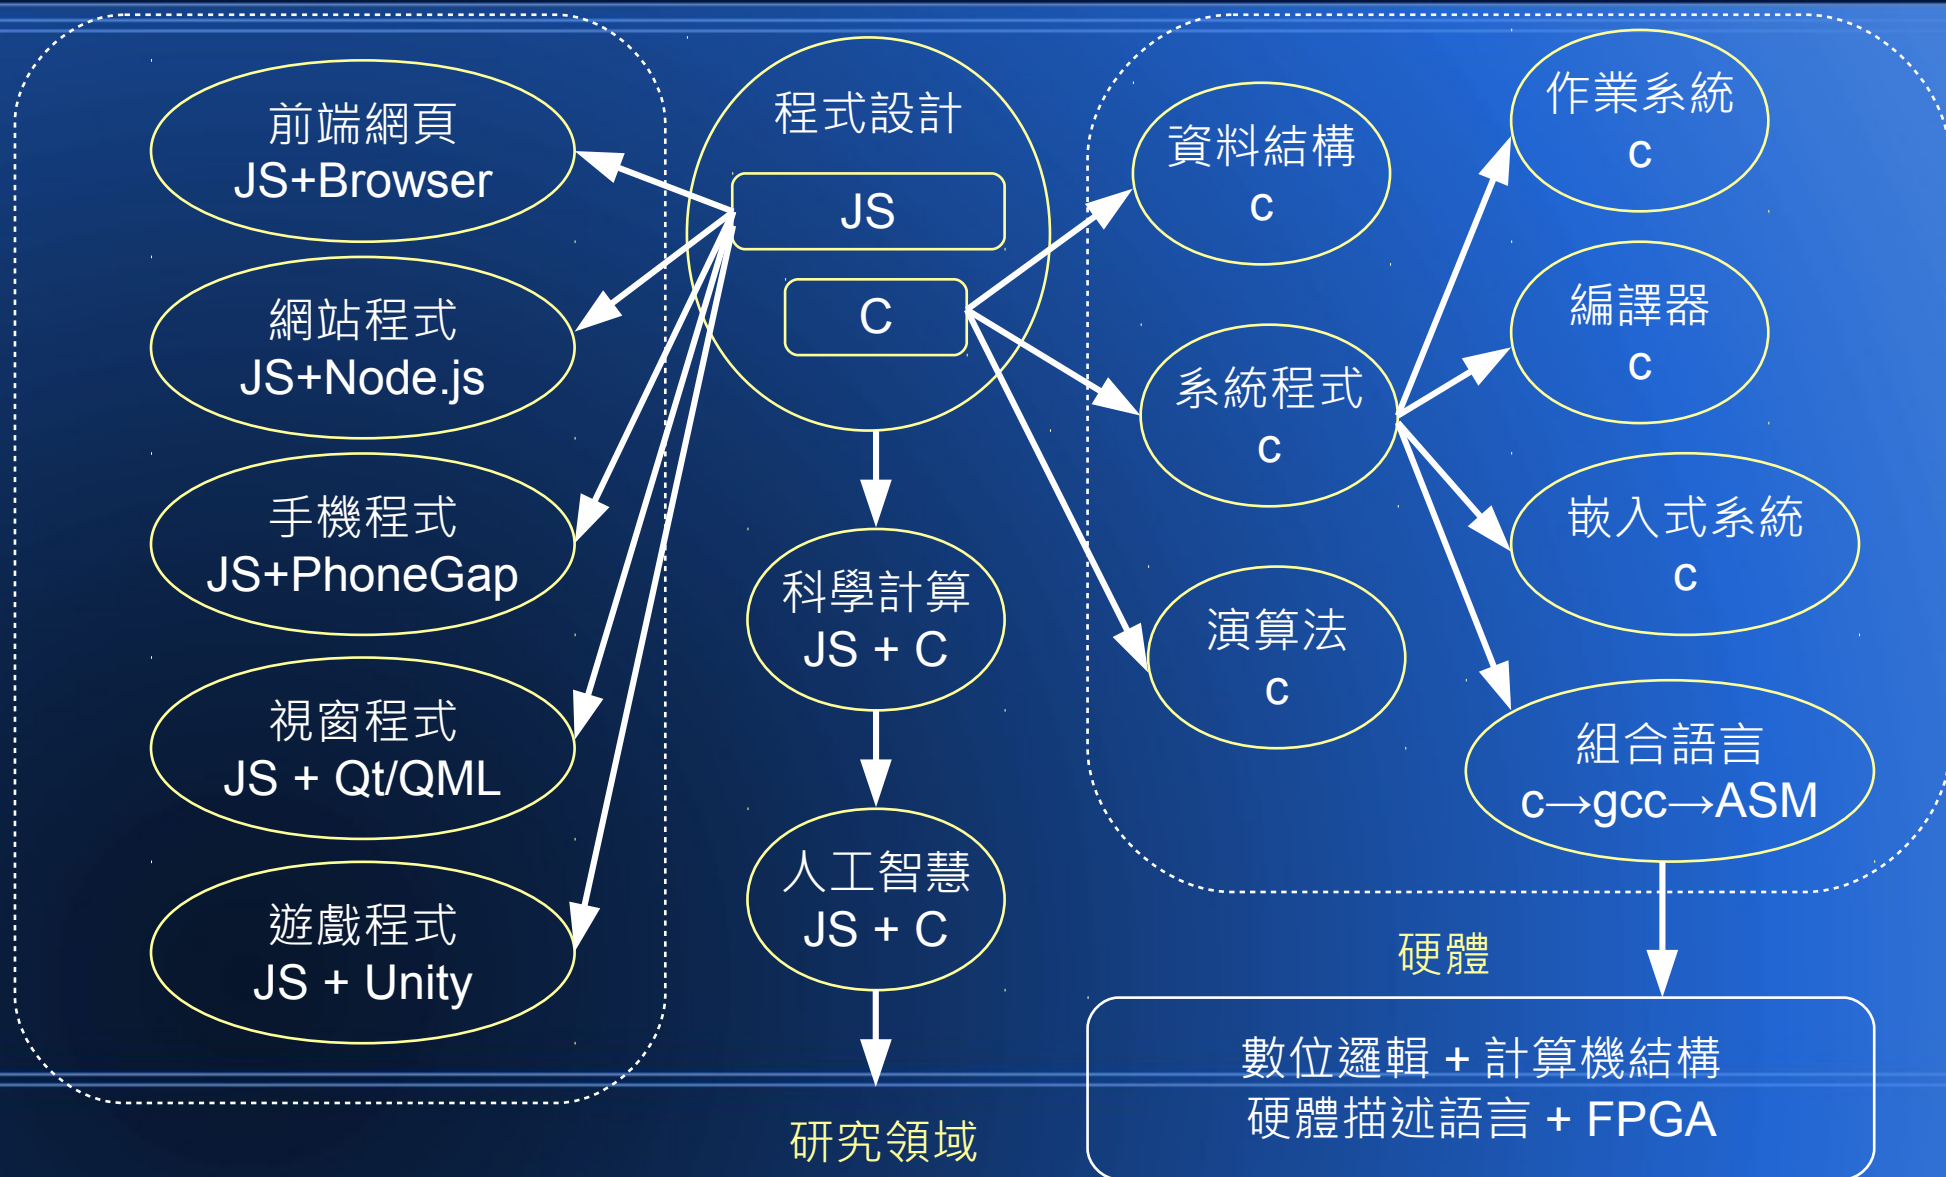 前端網頁
JS+Browser
網站程式
JS+Node.js
手機程式
JS+PhoneGap
視窗程式
JS + Qt/QML
遊戲程式
JS + Unity
程式設計
JS
C
科學計算
JS + C
人工智慧
JS + C
研究領域
資料結構
c
系統程式
c
演算法
c
作業系統
c
編譯器
c
嵌入式系統
c
組合語言
c→gcc→ASM
硬體
數位邏輯 + 計算機結構
硬體描述語言 + FPGA